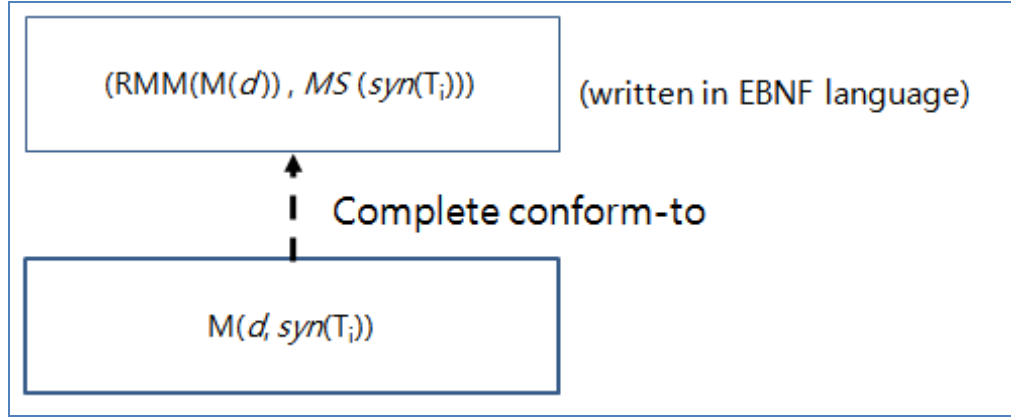 (RMM(M(d)) , MS (syn(Tᵢ))) (written in EBNF language)
Complete conform-to
M(d, syn(Tᵢ))